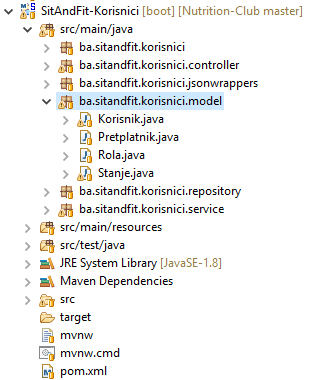 SitAndFit-Korisnici [boot] [Nutrition-Club master]
src/main/java
ba.sitandfit.korisnici
ba.sitandfit.korisnici.controller
ba.sitandfit.korisnici.jsonwrappers
ba.sitandfit.korisnici.model
Korisnik.java
Pretplatnik.java
Rola.java
Stanje.java
ba.sitandfit.korisnici.repository
ba.sitandfit.korisnici.service
src/main/resources
src/test/java
JRE System Library [JavaSE-1.8]
Maven Dependencies
src
target
mvnw
mvnw.cmd
pom.xml